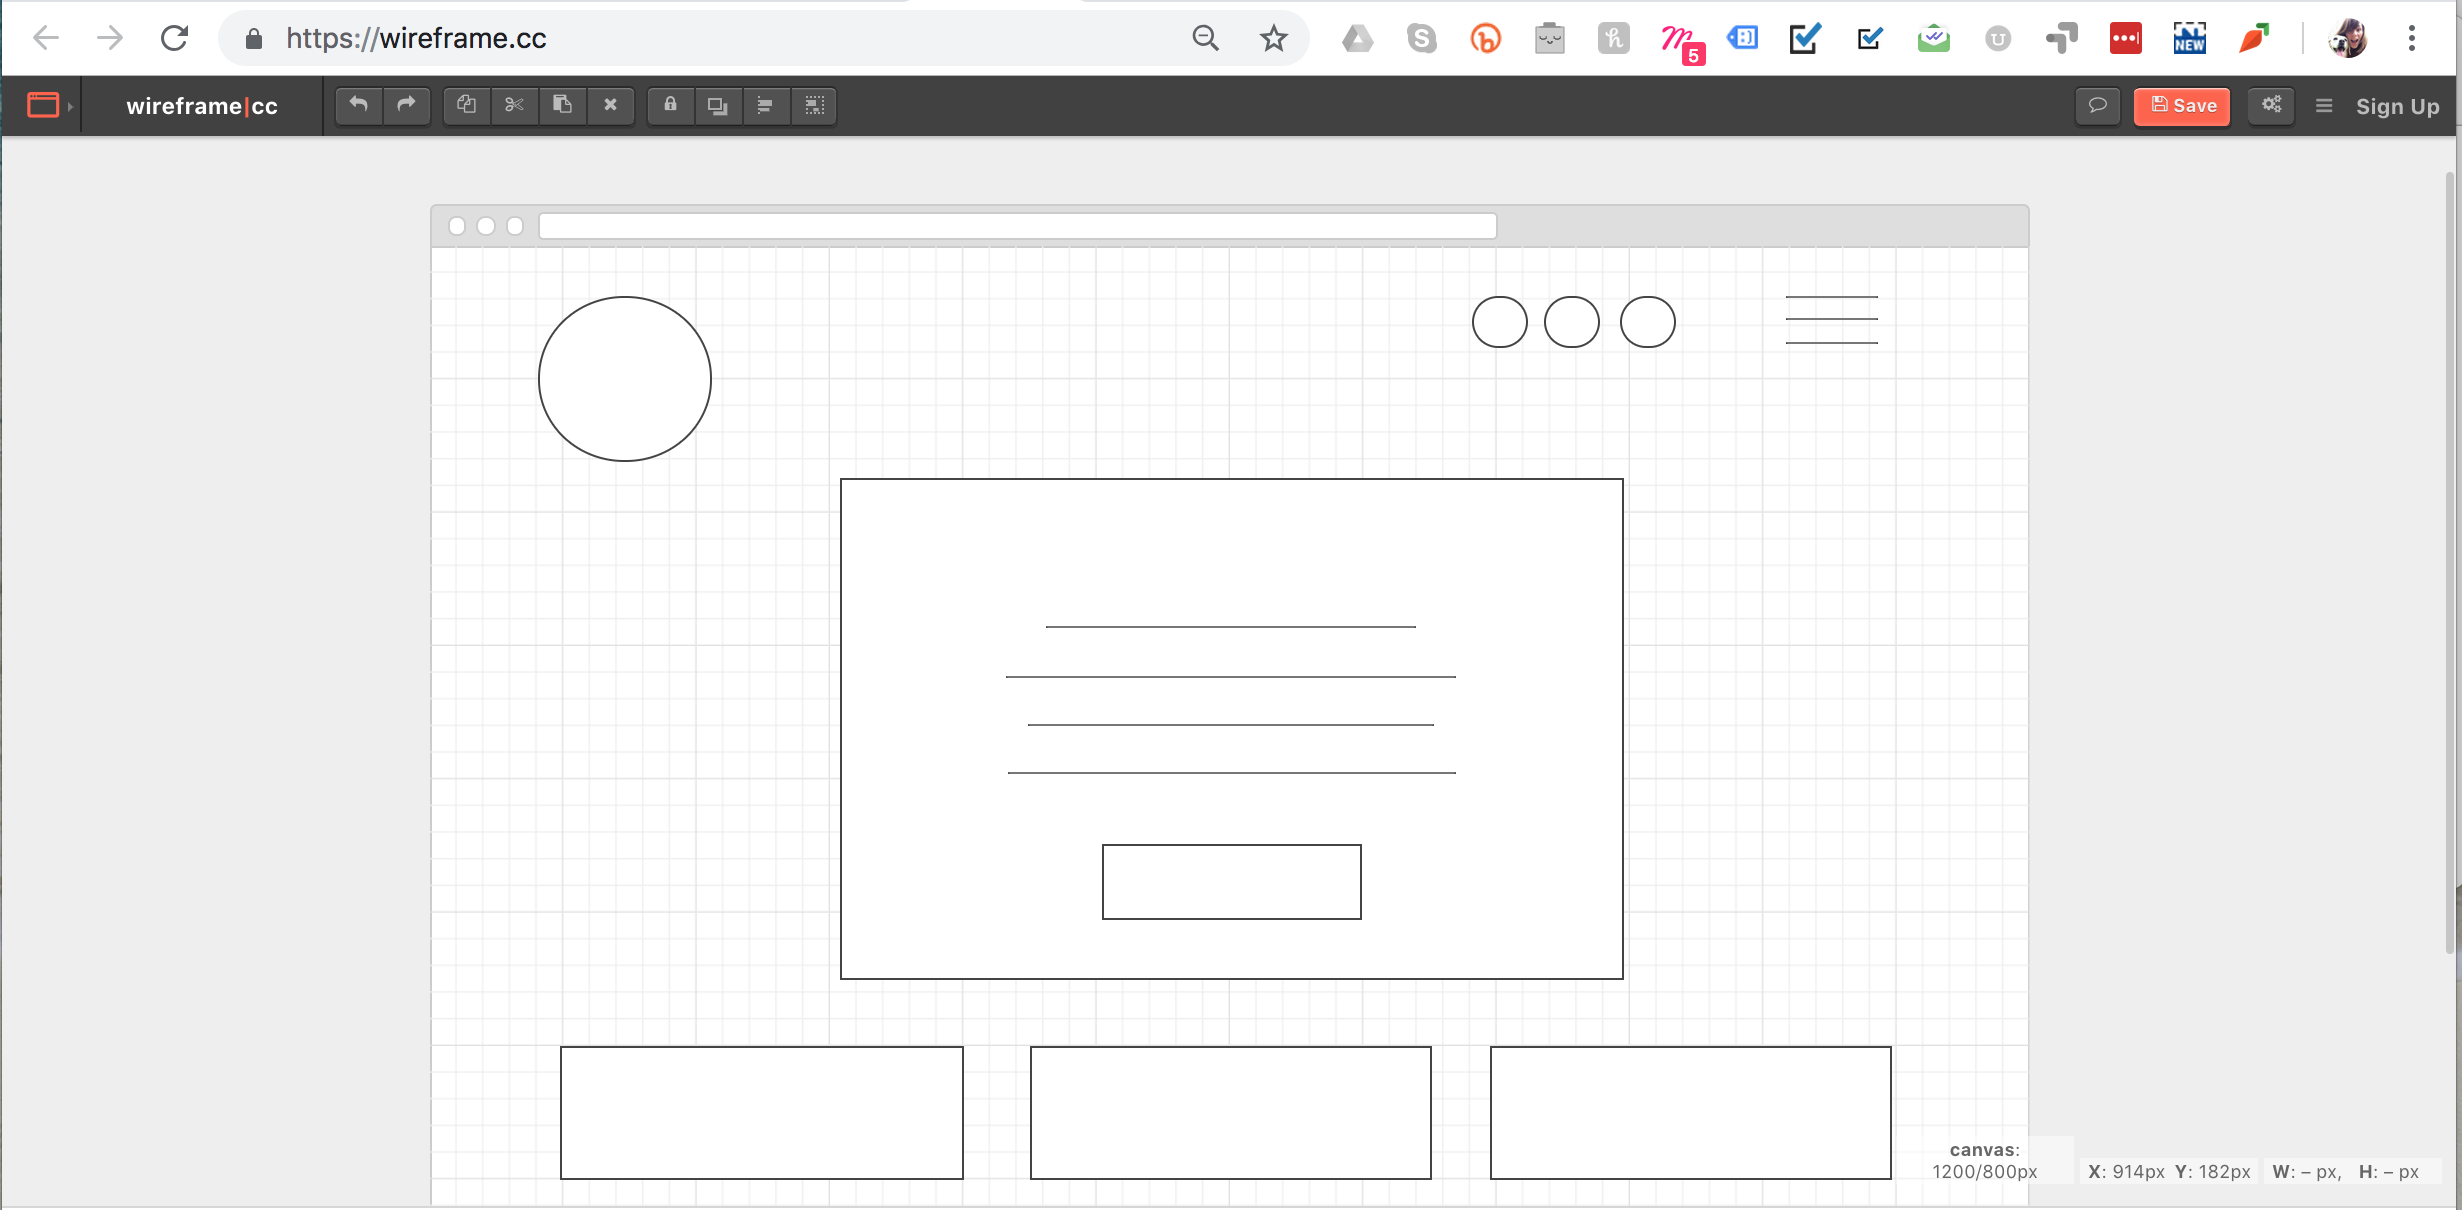 https://wireframe.cc
5
NEW
wireframe|cc
Save
Sign Up
canvas:
1200/800px
X: 914px Y: 182px W: – px, H: – px